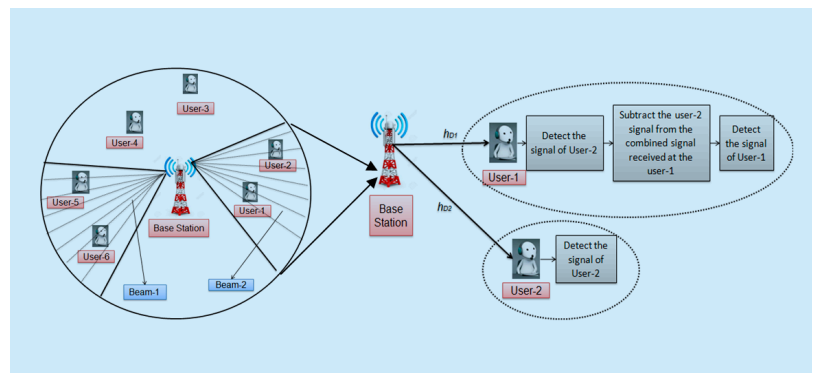 User-3
User-4
User-2
User-5
User-1
Base Station
User-6
Beam-1
Beam-2
Base
Station
hD1
hD2
User-1
Detect the
signal of User-2
Subtract the user-2
signal from the
combined signal
received at the
user-1
Detect
the signal
of User-1
User-2
Detect the
signal of
User-2